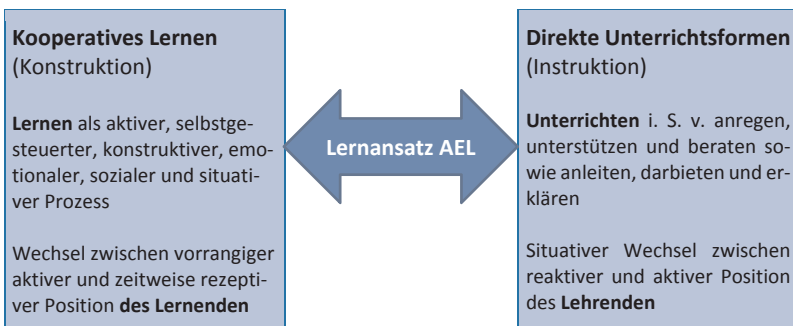 Kooperatives Lernen
(Konstruktion)
Lernen als aktiver, selbstge-
steuerter, konstruktiver, emo-
tionaler, sozialer und situati-
ver Prozess
Wechsel zwischen vorrangiger
aktiver und zeitweise rezepti-
ver Position des Lernenden
Lernansatz AEL
Direkte Unterrichtsformen
(Instruktion)
Unterrichten i. S. v. anregen,
unterstützen und beraten so-
wie anleiten, darbieten und er-
klären
Situativer Wechsel zwischen
reaktiver und aktiver Position
des Lehrenden